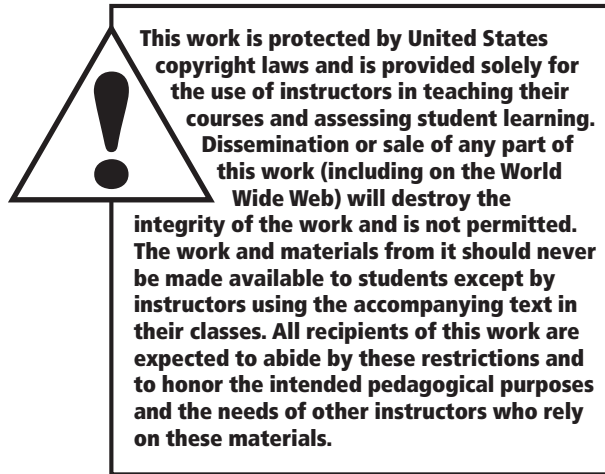 This work is protected by United States
copyright laws and is provided solely for
the use of instructors in teaching their
courses and assessing student learning.
Dissemination or sale of any part of
this work (including on the World
Wide Web) will destroy the
integrity of the work and is not permitted.
The work and materials from it should never
be made available to students except by
instructors using the accompanying text in
their classes. All recipients of this work are
expected to abide by these restrictions and
to honor the intended pedagogical purposes
and the needs of other instructors who rely
on these materials.